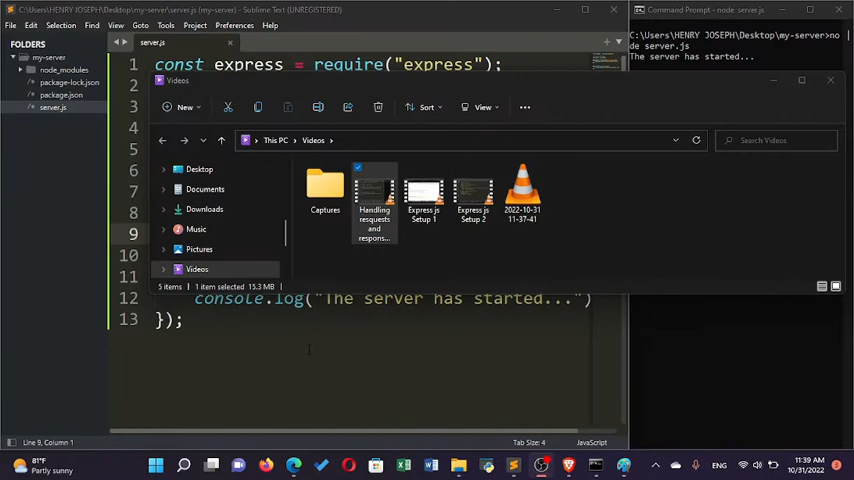 C:\Users\HENRY JOSEPH\Desktop\my-server\server.js (my-server) - Sublime Text (UNREGISTERED)
File Edit Selection Find View Goto Tools Project Preferences Help
FOLDERS
my-server
node_modules
package-lock.json
package.json
server.js
server.js
1 const express = require("express");
2
3
4
5
6
7
8
9
10
11
12 console.log("The server has started...")
13 });
Line 9, Column 1
Tab Size: 4
JavaScript
Command Prompt - node server.js
C:\Users\HENRY JOSEPH\Desktop\my-server>no
de server.js
The server has started...
Videos
New
Sort
View
This PC > Videos >
Search Videos
Desktop
Documents
Downloads
Music
Pictures
Videos
Captures
Handling
resquests
and
respons...
Express js
Setup 1
Express js
Setup 2
2022-10-31
11-37-41
5 items
1 item selected 15.3 MB
81°F
Partly sunny
ENG
11:39 AM
10/31/2022